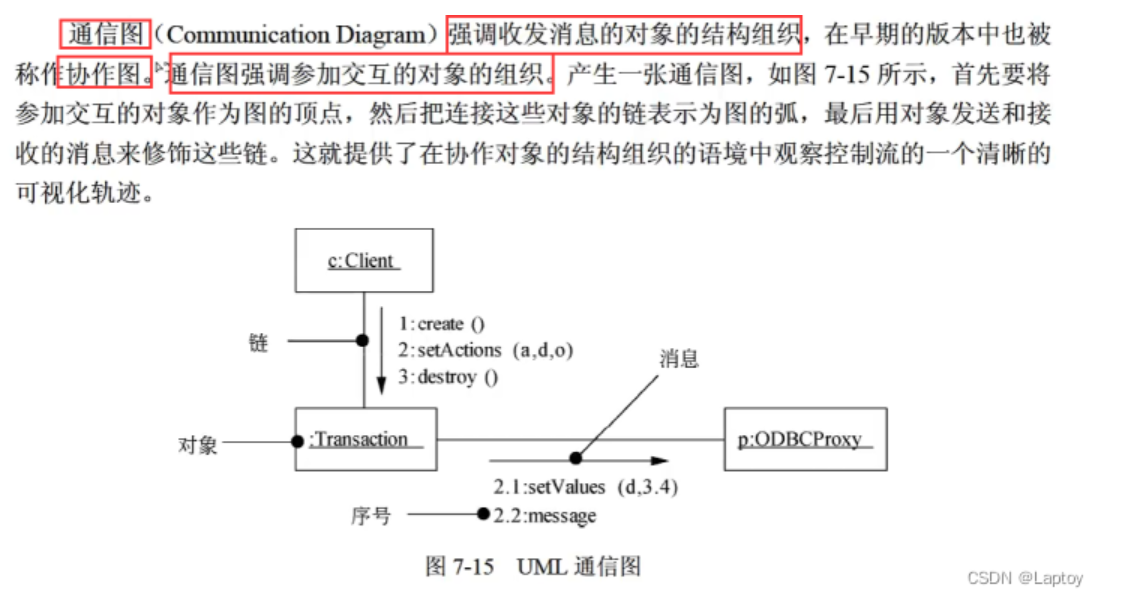 通信图（Communication Diagram）强调收发消息的对象的结构组织，在早期的版本中也被
称作协作图。通信图强调参加交互的对象的组织。产生一张通信图，如图 7-15 所示，首先要将
参加交互的对象作为图的顶点，然后把连接这些对象的链表示为图的弧，最后用对象发送和接
收的消息来修饰这些链。这就提供了在协作对象的结构组织的语境中观察控制流的一个清晰的
可视化轨迹。
c:Client
链
1:create ()
2:setActions (a,d,o)
3:destroy ()
消息
对象
:Transaction
p:ODBCProxy
2.1:setValues (d,3.4)
序号
2.2:message
图 7-15 UML 通信图
CSDN @Laptoy